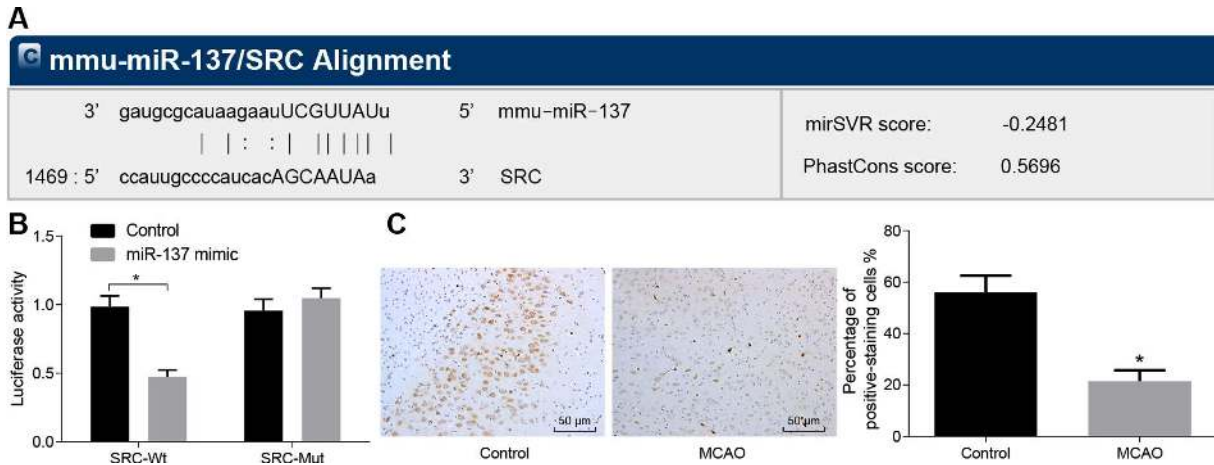 A
C mmu-miR-137/SRC Alignment
3' gaugcgcauaagaauUCGUUAUu 5' mmu-miR-137
| | : : | | | | | | |
1469 : 5' ccauugccccaucacAGCAAUAa 3' SRC
mirSVR score: -0.2481
PhastCons score: 0.5696
B
Control
miR-137 mimic
Luciferase activity
1.5
1.0
0.5
0.0
*
SRC-Wt SRC-Mut
C
50 µm
50 µm
Control MCAO
Percentage of
positive-staining cells %
80
60
40
20
0
*
Control MCAO